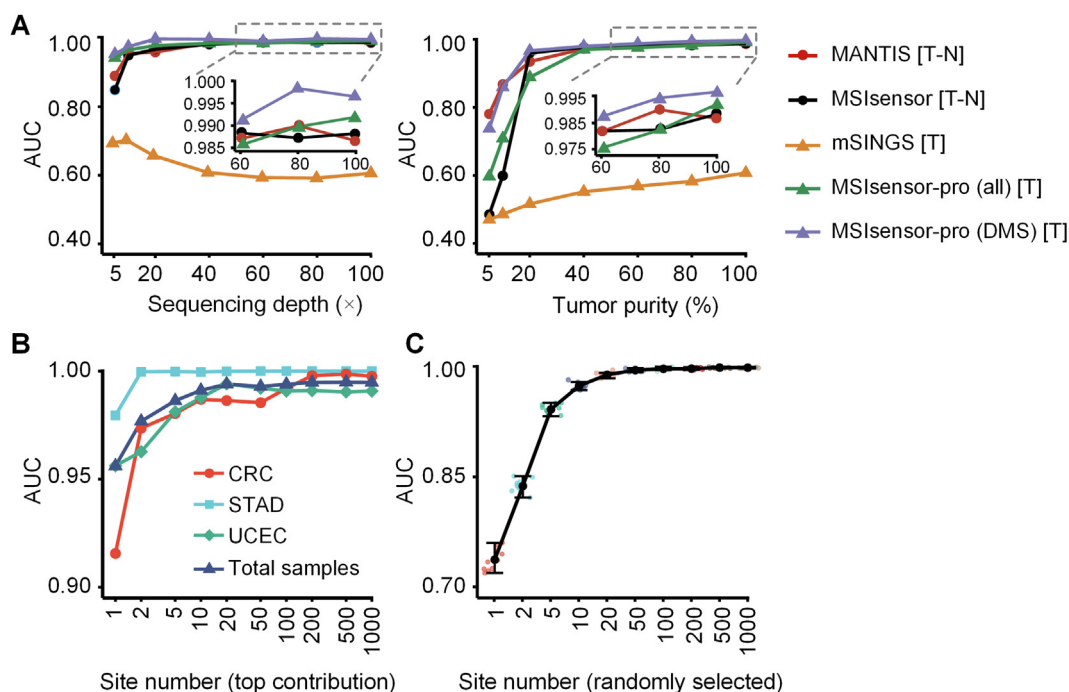 A
AUC
1.00
0.80
0.60
0.40
1.000
0.995
0.990
0.985
60 80 100
5 20 40 60 80 100
Sequencing depth (×)
AUC
1.00
0.80
0.60
0.40
0.995
0.985
0.975
60 80 100
5 20 40 60 80 100
Tumor purity (%)
MANTIS [T-N]
MSIsensor [T-N]
mSINGS [T]
MSIsensor-pro (all) [T]
MSIsensor-pro (DMS) [T]
B
AUC
1.00
0.95
0.90
CRC
STAD
UCEC
Total samples
1 2 5 10 20 50 100 200 500 1000
Site number (top contribution)
C
AUC
1.00
0.85
0.70
1 2 5 10 20 50 100 200 500 1000
Site number (randomly selected)